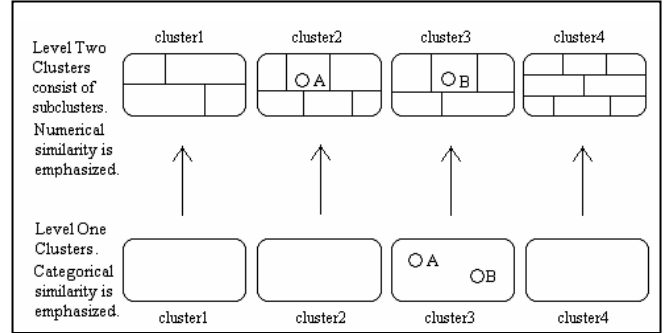 cluster1 cluster2 cluster3 cluster4
Level Two
Clusters
consist of
subclusters.
Numerical
similarity is
emphasized.
A
B
Level One
Clusters.
Categorical
similarity is
emphasized.
A
B
cluster1 cluster2 cluster3 cluster4